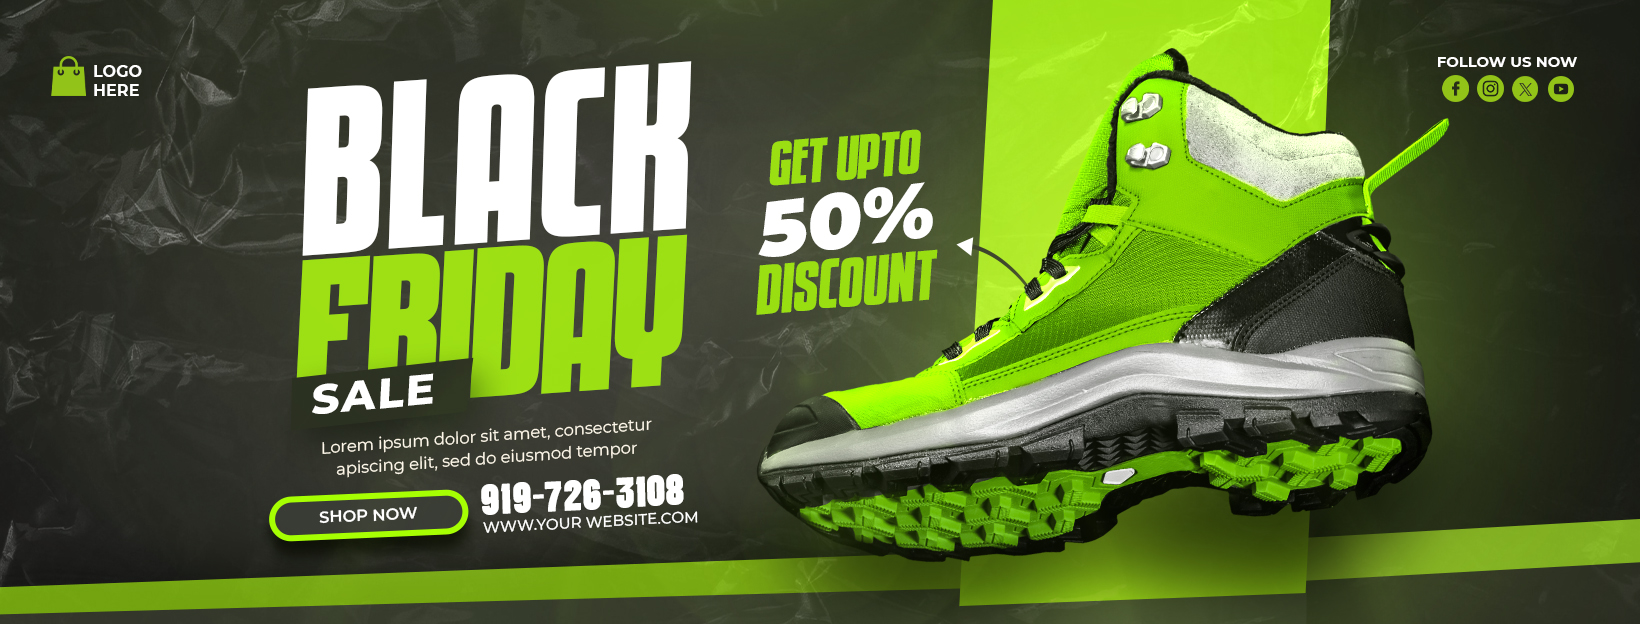 LOGO
HERE
BLACK
FRIDAY
SALE
Lorem ipsum dolor sit amet, consectetur
apiscing elit, sed do eiusmod tempor
SHOP NOW
919-726-3108
WWW.YOUR WEBSITE.COM
GET UPTO
50%
DISCOUNT
FOLLOW US NOW